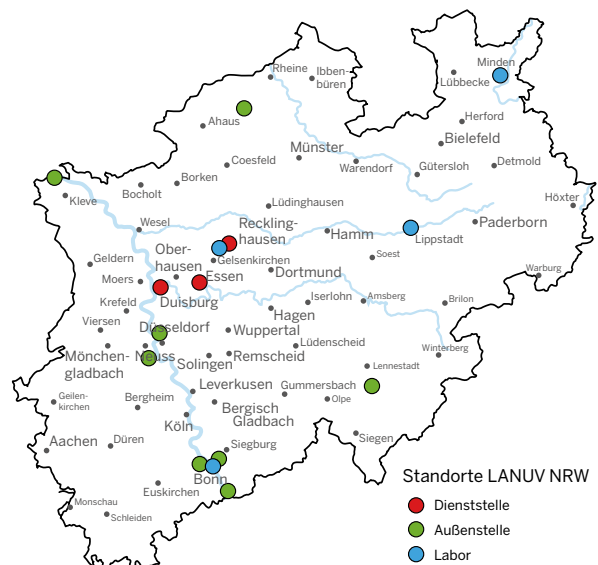 Minden
Rheine
Ibben-
büren
Lübbecke
Ahaus
Herford
Bielefeld
Münster
Coesfeld
Warendorf
Gütersloh
Detmold
Borken
Bocholt
Kleve
Höxter
Lüdinghausen
Wesel
Reckling-
hausen
Hamm
Lippstadt
Paderborn
Ober-
hausen
Gelsenkirchen
Soest
Geldern
Moers
Essen
Dortmund
Warburg
Duisburg
Krefeld
Iserlohn
Amsberg
Brilon
Hagen
Viersen
Düsseldorf
Wuppertal
Mönchen-
gladbach
Neuss
Solingen
Remscheid
Lüdenscheid
Winterberg
Lennestadt
Leverkusen
Gummersbach
Olpe
Geilen-
kirchen
Bergheim
Bergisch
Gladbach
Köln
Aachen
Düren
Siegburg
Siegen
Bonn
Euskirchen
Monschau
Schleiden
Standorte LANUV NRW
Dienststelle
Außenstelle
Labor